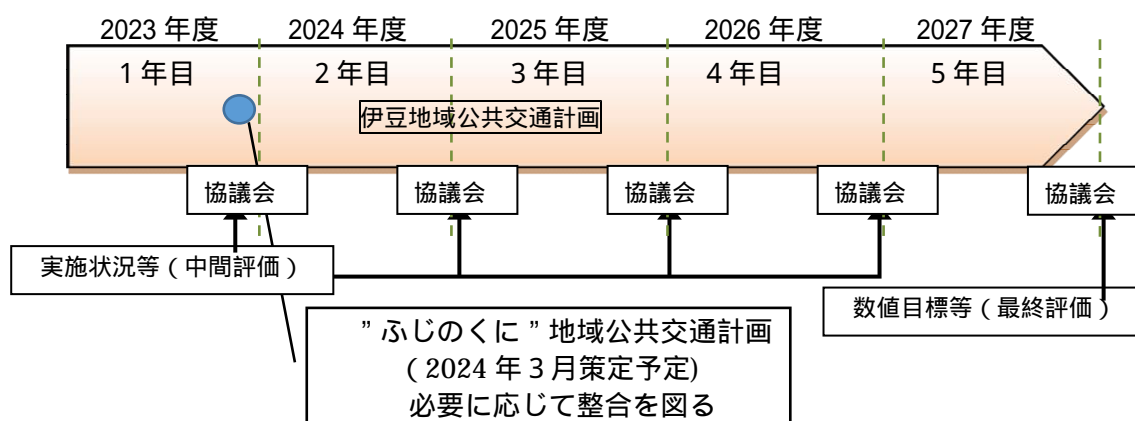 2023 年度 2024 年度 2025 年度 2026 年度 2027 年度
1 年目 2 年目 3 年目 4 年目 5 年目
伊豆地域公共交通計画
協議会 協議会 協議会 協議会 協議会
実施状況等（中間評価）
数値目標等（最終評価）
”ふじのくに”地域公共交通計画
（2024 年３月策定予定)
必要に応じて整合を図る